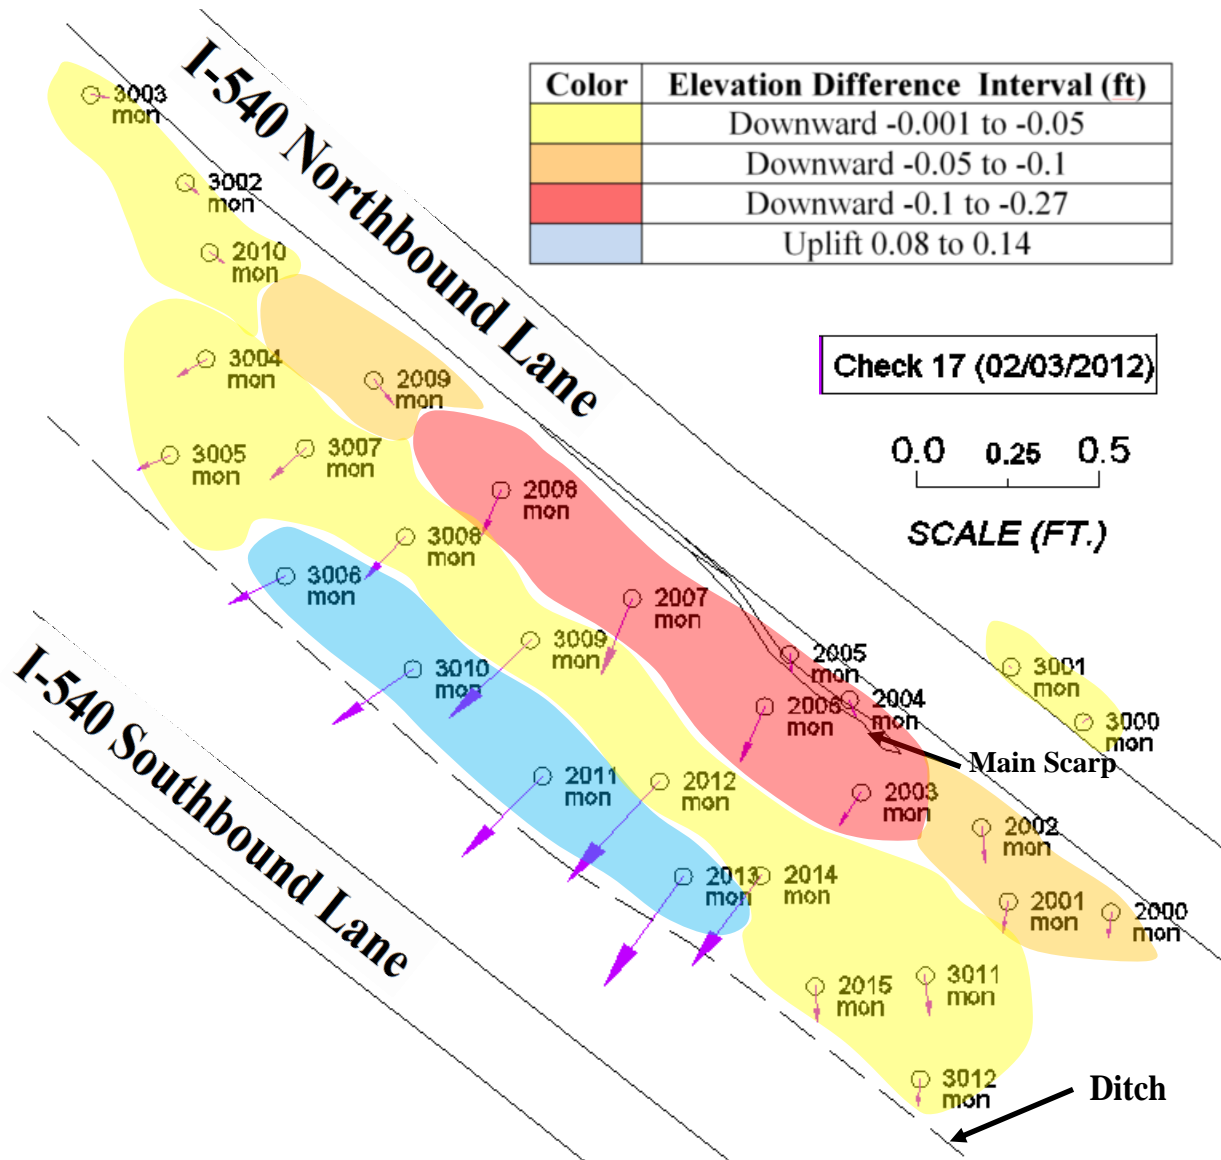 I-540 Northbound Lane
Color Elevation Difference Interval (ft)
Downward -0.001 to -0.05
Downward -0.05 to -0.1
Downward -0.1 to -0.27
Uplift 0.08 to 0.14
Check 17 (02/03/2012)
0.0 0.25 0.5
SCALE (FT.)
3003
mon
3002
mon
2010
mon
3004
mon
2009
mon
3005
mon
3007
mon
2008
mon
3008
mon
3006
mon
2007
mon
3009
mon
3010
mon
2005
mon
2004
mon
2006
mon
Main Scarp
3001
mon
3000
mon
2011
mon
2012
mon
2003
mon
2002
mon
2013
mon
2014
mon
2001
mon
2000
mon
2015
mon
3011
mon
3012
mon
I-540 Southbound Lane
Ditch